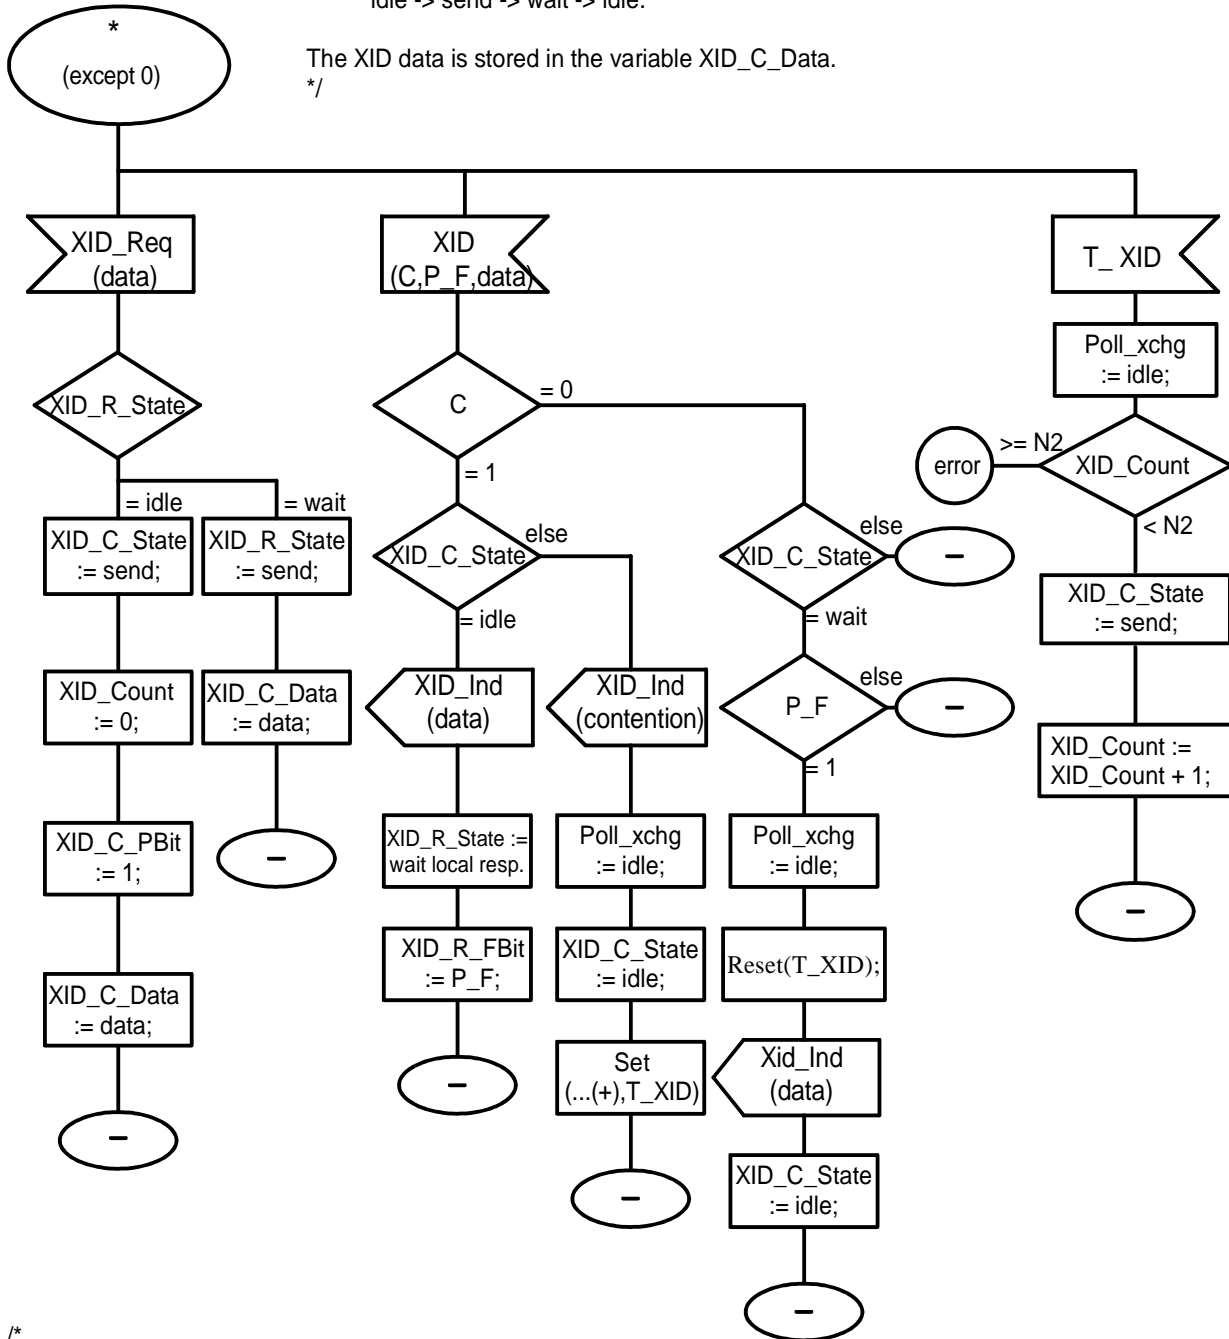 idle -> send -> wait -> idle.
The XID data is stored in the variable XID_C_Data.
*/
*
(except 0)
XID_Req
(data)
XID_R_State
= idle
= wait
XID_C_State
:= send;
XID_Count
:= 0;
XID_C_PBit
:= 1;
XID_C_Data
:= data;
–
XID_R_State
:= send;
XID_C_Data
:= data;
–
XID
(C,P_F,data)
C
= 0
= 1
XID_C_State
else
= idle
XID_Ind
(data)
XID_R_State :=
wait local resp.
XID_R_FBit
:= P_F;
–
XID_Ind
(contention)
Poll_xchg
:= idle;
XID_C_State
:= idle;
Set
(...(+),T_XID)
–
XID_C_State
else
–
= wait
P_F
else
–
= 1
Poll_xchg
:= idle;
Reset(T_XID);
Xid_Ind
(data)
XID_C_State
:= idle;
–
T_ XID
Poll_xchg
:= idle;
XID_Count
>= N2
error
< N2
XID_C_State
:= send;
XID_Count :=
XID_Count + 1;
–
/*